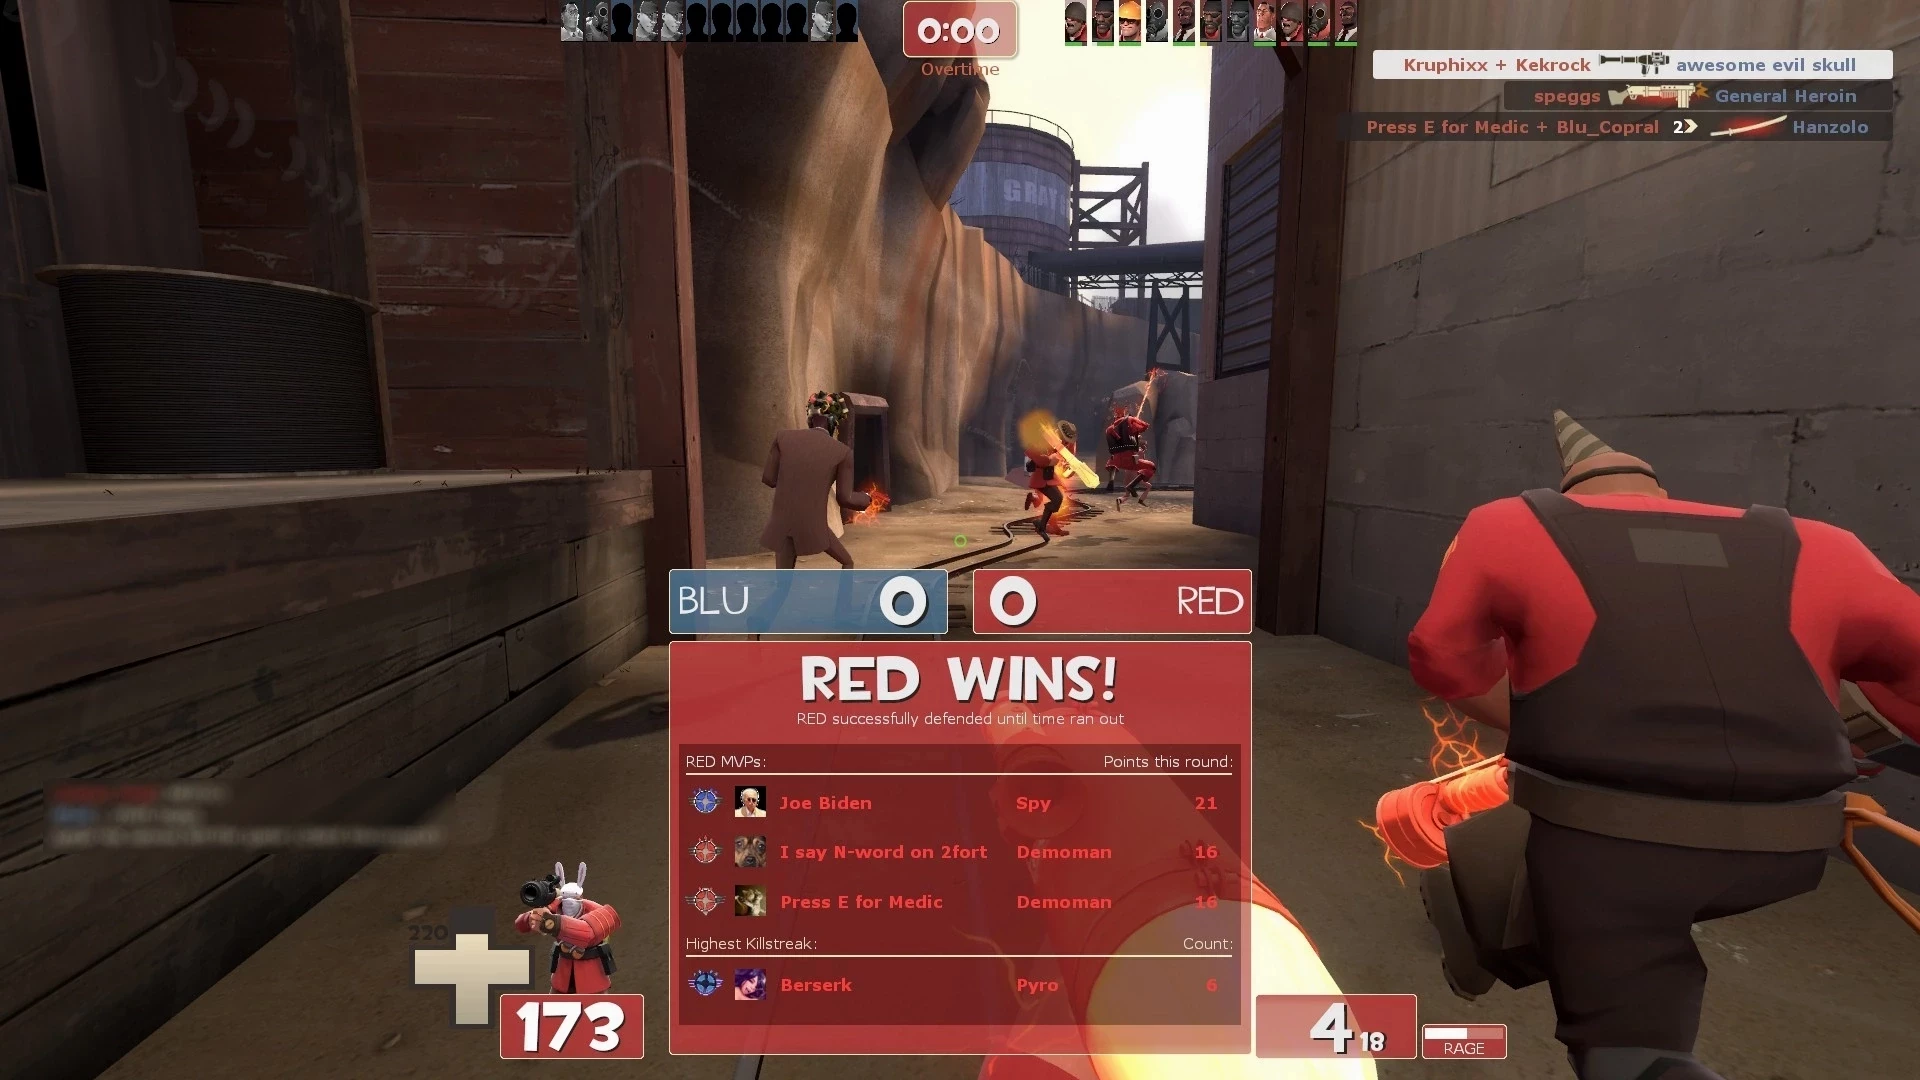 0:00
Overtime
Kruphixx + Kekrock awesome evil skull
speggs General Heroin
Press E for Medic + Blu_Copral 2 Hanzolo
GRAY
BLU 0 0 RED
RED WINS!
RED successfully defended until time ran out
RED MVPs: Points this round:
Joe Biden Spy 21
I say N-word on 2fort Demoman 16
Press E for Medic Demoman 16
Highest Killstreak: Count:
Berserk Pyro 6
220
173
4 18
RAGE